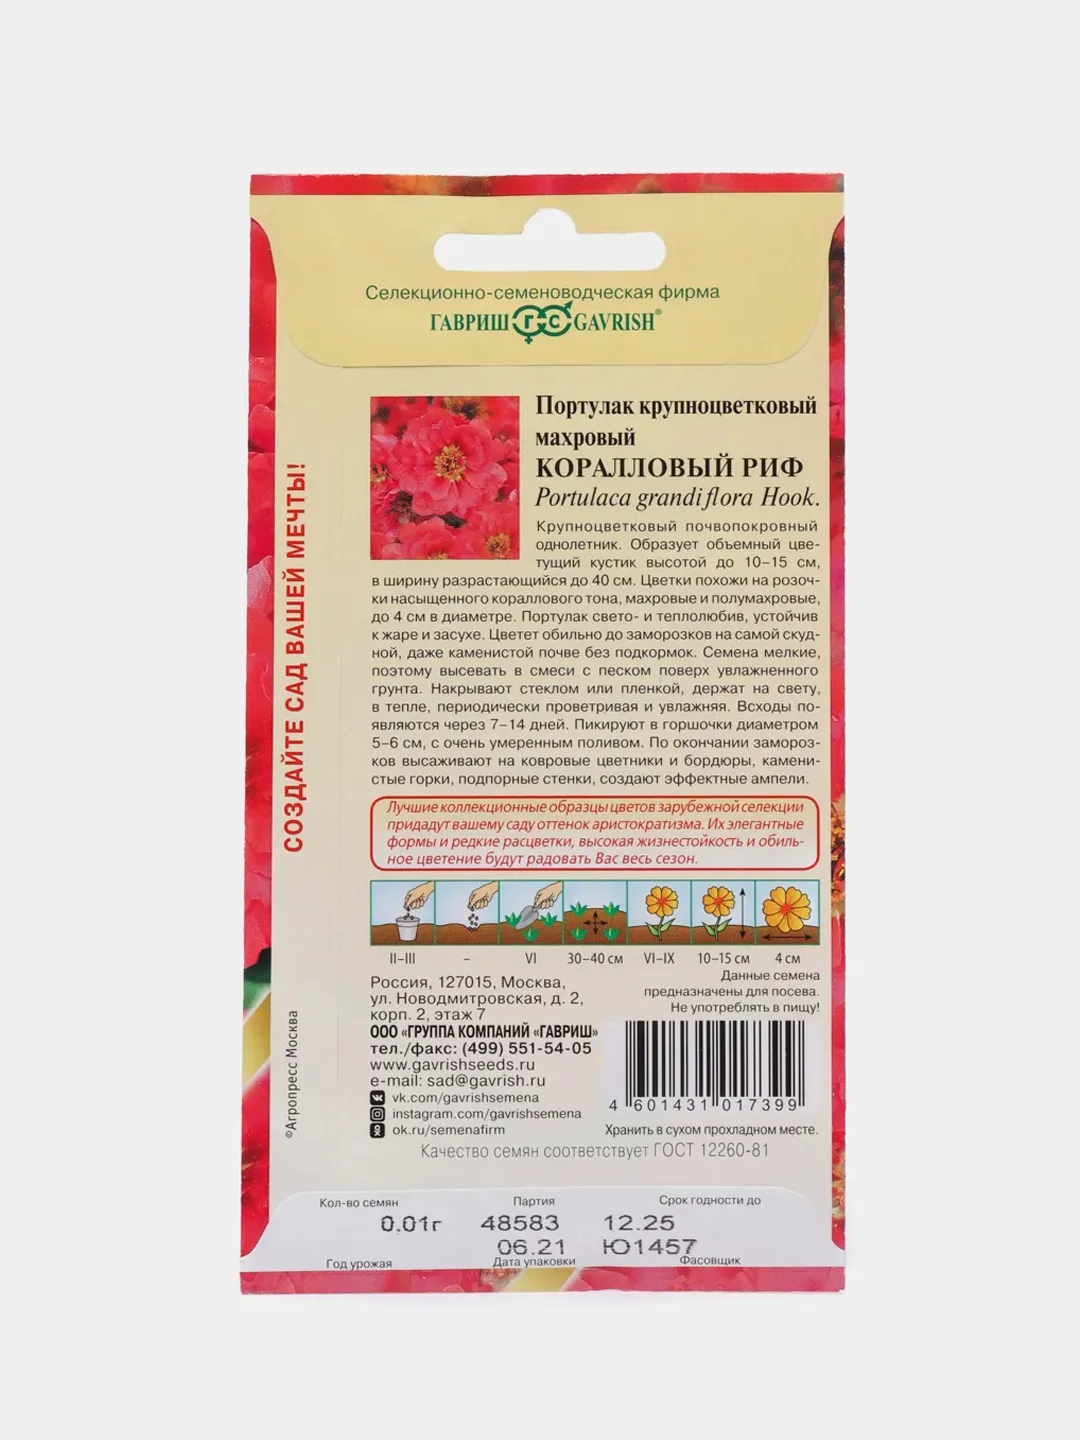 Селекционно-семеноводческая фирма
ГАВРИШ ГС GAVRISH®
Портулак крупноцветковый
махровый
КОРАЛЛОВЫЙ РИФ
Portulaca grandiflora Hook.
Крупноцветковый почвопокровный
однолетник. Образует объемный цве-
тущий кустик высотой до 10–15 см,
в ширину разрастающийся до 40 см. Цветки похожи на розоч-
ки насыщенного кораллового тона, махровые и полумахровые,
до 4 см в диаметре. Портулак свето- и теплолюбив, устойчив
к жаре и засухе. Цветет обильно до заморозков на самой скуд-
ной, даже каменистой почве без подкормок. Семена мелкие,
поэтому высевать в смеси с песком поверх увлажненного
грунта. Накрывают стеклом или пленкой, держат на свету,
в тепле, периодически проветривая и увлажняя. Всходы по-
являются через 7–14 дней. Пикируют в горшочки диаметром
5–6 см, с очень умеренным поливом. По окончании замороз-
ков высаживают на ковровые цветники и бордюры, камени-
стые горки, подпорные стенки, создают эффектные ампели.
Лучшие коллекционные образцы цветов зарубежной селекции
придадут вашему саду оттенок аристократизма. Их элегантные
формы и редкие расцветки, высокая жизнестойкость и обиль-
ное цветение будут радовать Вас весь сезон.
II–III – VI 30–40 см VI–IX 10–15 см 4 см
Россия, 127015, Москва,
ул. Новодмитровская, д. 2,
корп. 2, этаж 7
ООО «ГРУППА КОМПАНИЙ «ГАВРИШ»
тел./факс: (499) 551-54-05
www.gavrishseeds.ru
e-mail: sad@gavrish.ru
vk.com/gavrishsemena
instagram.com/gavrishsemena
ok.ru/semenafirm
Данные семена
предназначены для посева.
Не употреблять в пищу!
4 601431 017399
Хранить в сухом прохладном месте.
Качество семян соответствует ГОСТ 12260-81
Кол-во семян Партия Срок годности до
0,01г 48583 12.25
06.21 Ю1457
Год урожая Дата упаковки Фасовщик
СОЗДАЙТЕ САД ВАШЕЙ МЕЧТЫ!
©Агропресс Москва